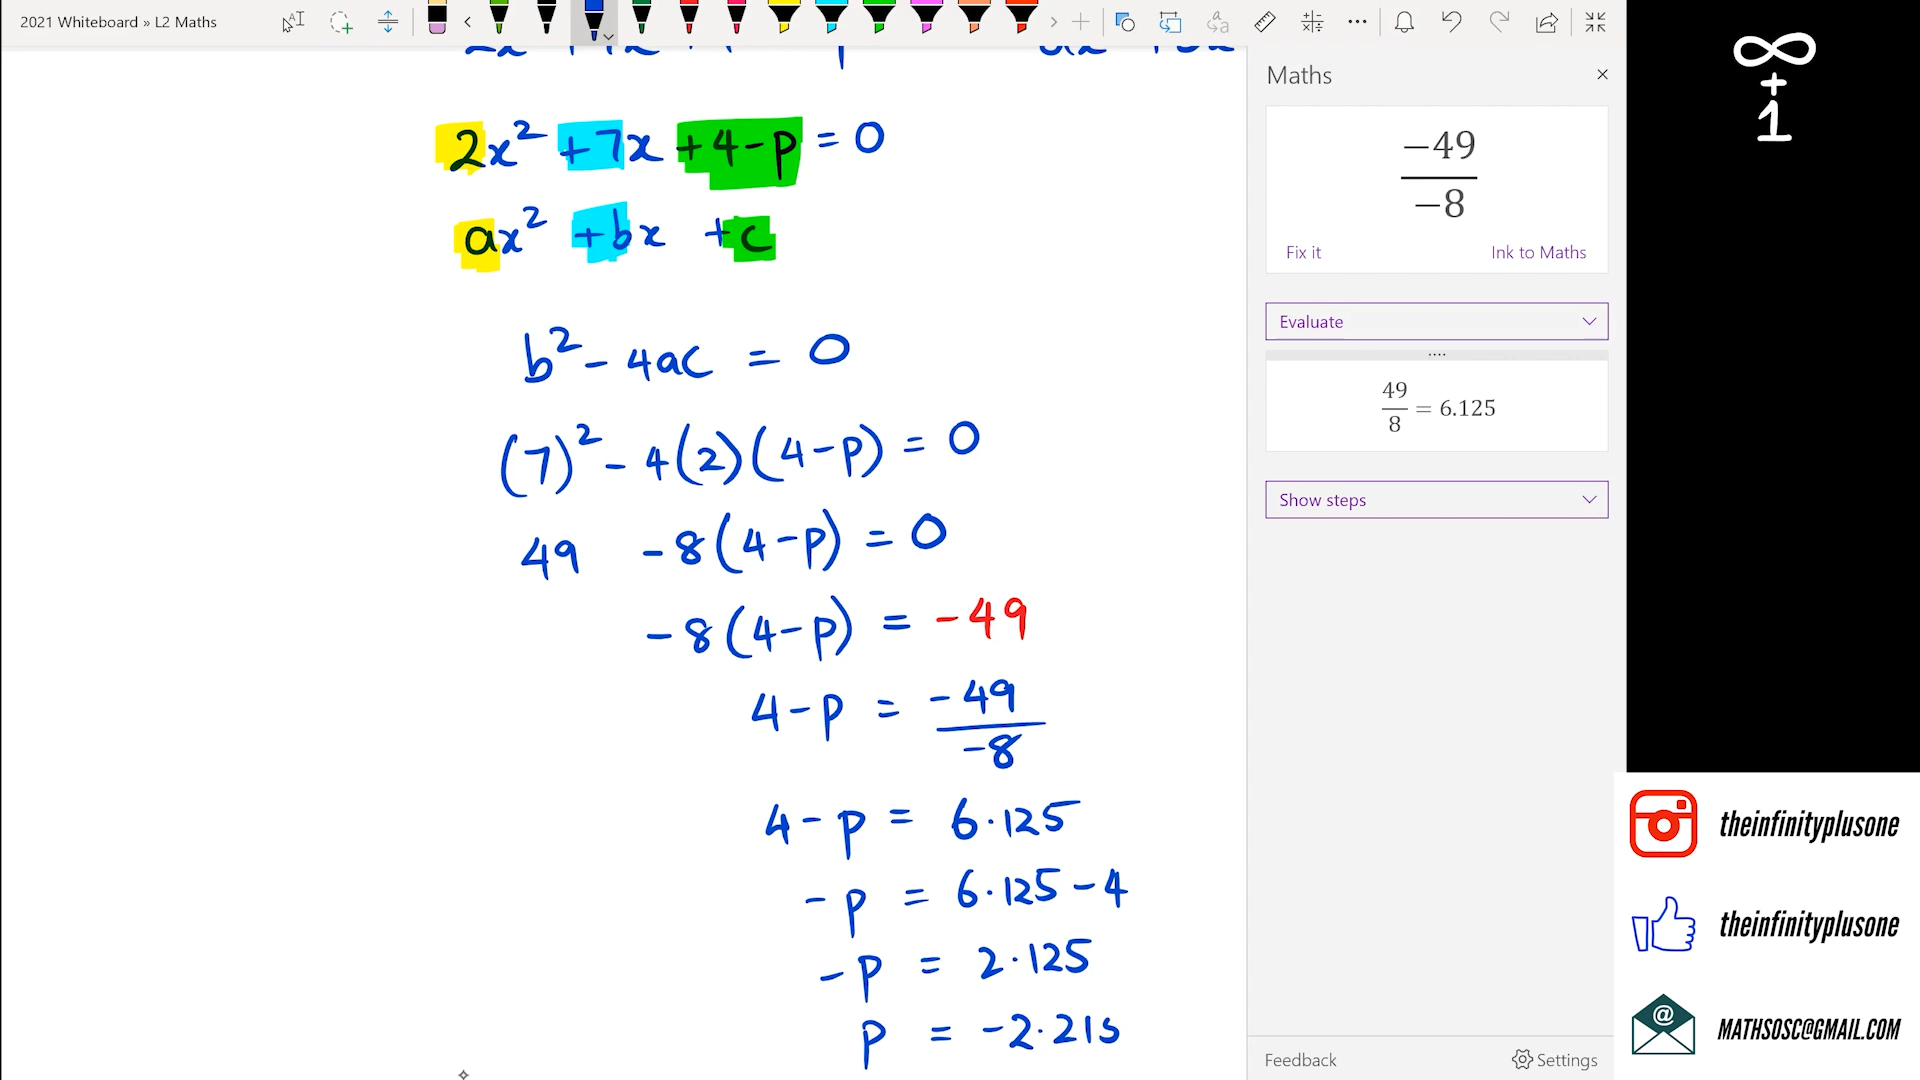 2021 Whiteboard » L2 Maths
2x² +7x +4-p =0
ax² +bx +c
b² - 4ac = 0
(7)² - 4(2)(4-p) = 0
49 -8(4-p) = 0
-8(4-p) = -49
4-p = -49/-8
4-p = 6.125
-p = 6.125-4
-p = 2.125
p = -2.215
Maths
-49
-8
Fix it Ink to Maths
Evaluate
49/8 = 6.125
Show steps
Feedback Settings
∞
+
1
theinfinityplusone
theinfinityplusone
MATHSOSC@GMAIL.COM